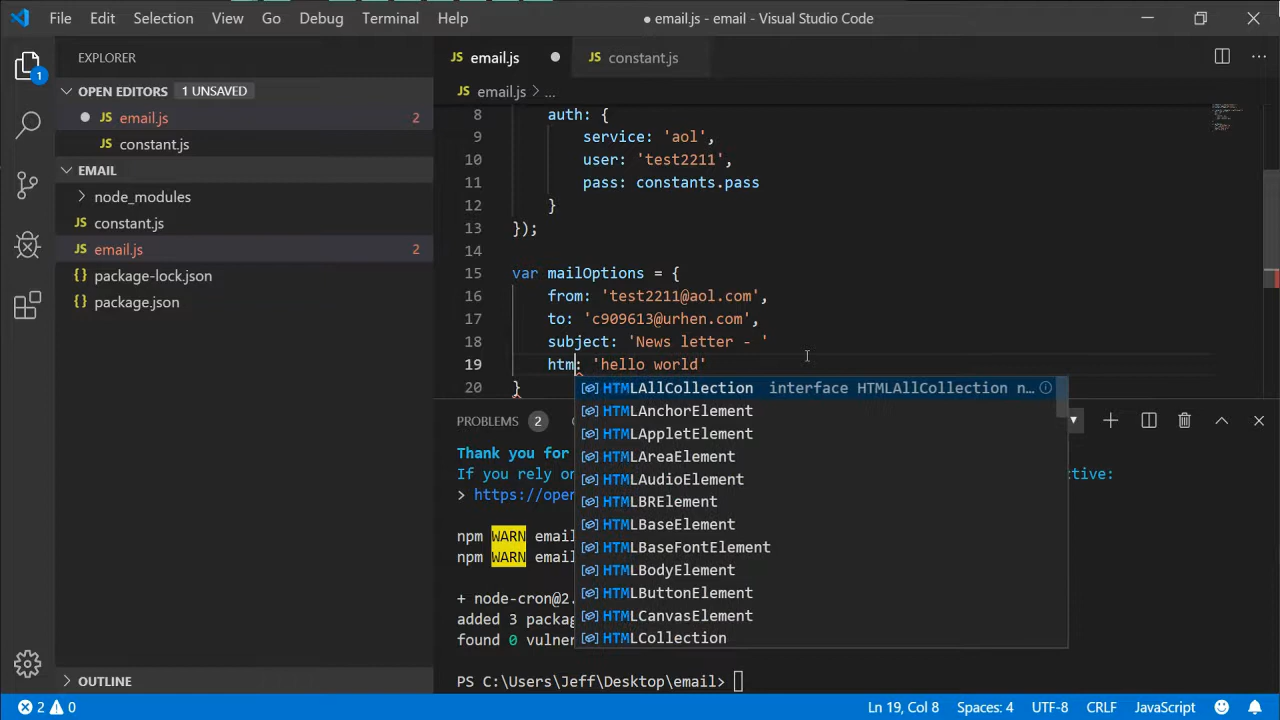 File Edit Selection View Go Debug Terminal Help
● email.js - email - Visual Studio Code
EXPLORER
JS email.js ●
JS constant.js
1
OPEN EDITORS 1 UNSAVED
● JS email.js 2
JS constant.js
EMAIL
node_modules
JS constant.js
JS email.js 2
package-lock.json
package.json
OUTLINE
JS email.js > ...
8 auth: {
9 service: 'aol',
10 user: 'test2211',
11 pass: constants.pass
12 }
13 });
14
15 var mailOptions = {
16 from: 'test2211@aol.com',
17 to: 'c909613@urhen.com',
18 subject: 'News letter - '
19 htm: 'hello world'
20 }
HTMLAllCollection interface HTMLAllCollection n…
HTMLAnchorElement
HTMLAppletElement
HTMLAreaElement
HTMLAudioElement
HTMLBRElement
HTMLBaseElement
HTMLBaseFontElement
HTMLBodyElement
HTMLButtonElement
HTMLCanvasElement
HTMLCollection
PROBLEMS 2
Thank you for
If you rely on ctive:
> https://open
npm WARN email
npm WARN email
+ node-cron@2.
added 3 packag
found 0 vulner
PS C:\Users\Jeff\Desktop\email>
2 0 Ln 19, Col 8 Spaces: 4 UTF-8 CRLF JavaScript